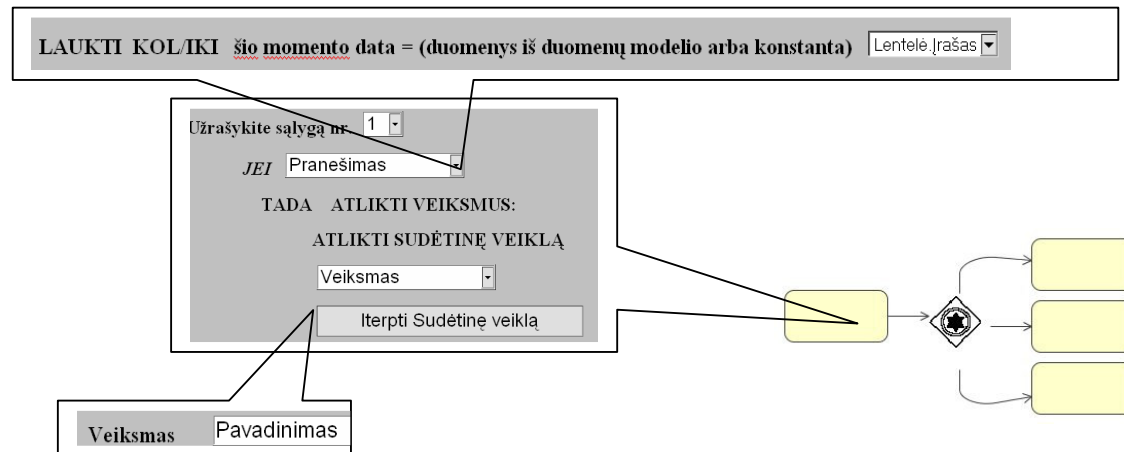 LAUKTI KOL/IKI šio momento data = (duomenys iš duomenų modelio arba konstanta) Lentelė.Įrašas
Užrašykite sąlygą nr. 1
JEI Pranešimas
TADA ATLIKTI VEIKSMUS:
ATLIKTI SUDĖTINĘ VEIKLĄ
Veiksmas
Iterpti Sudėtinę veiklą
Veiksmas Pavadinimas